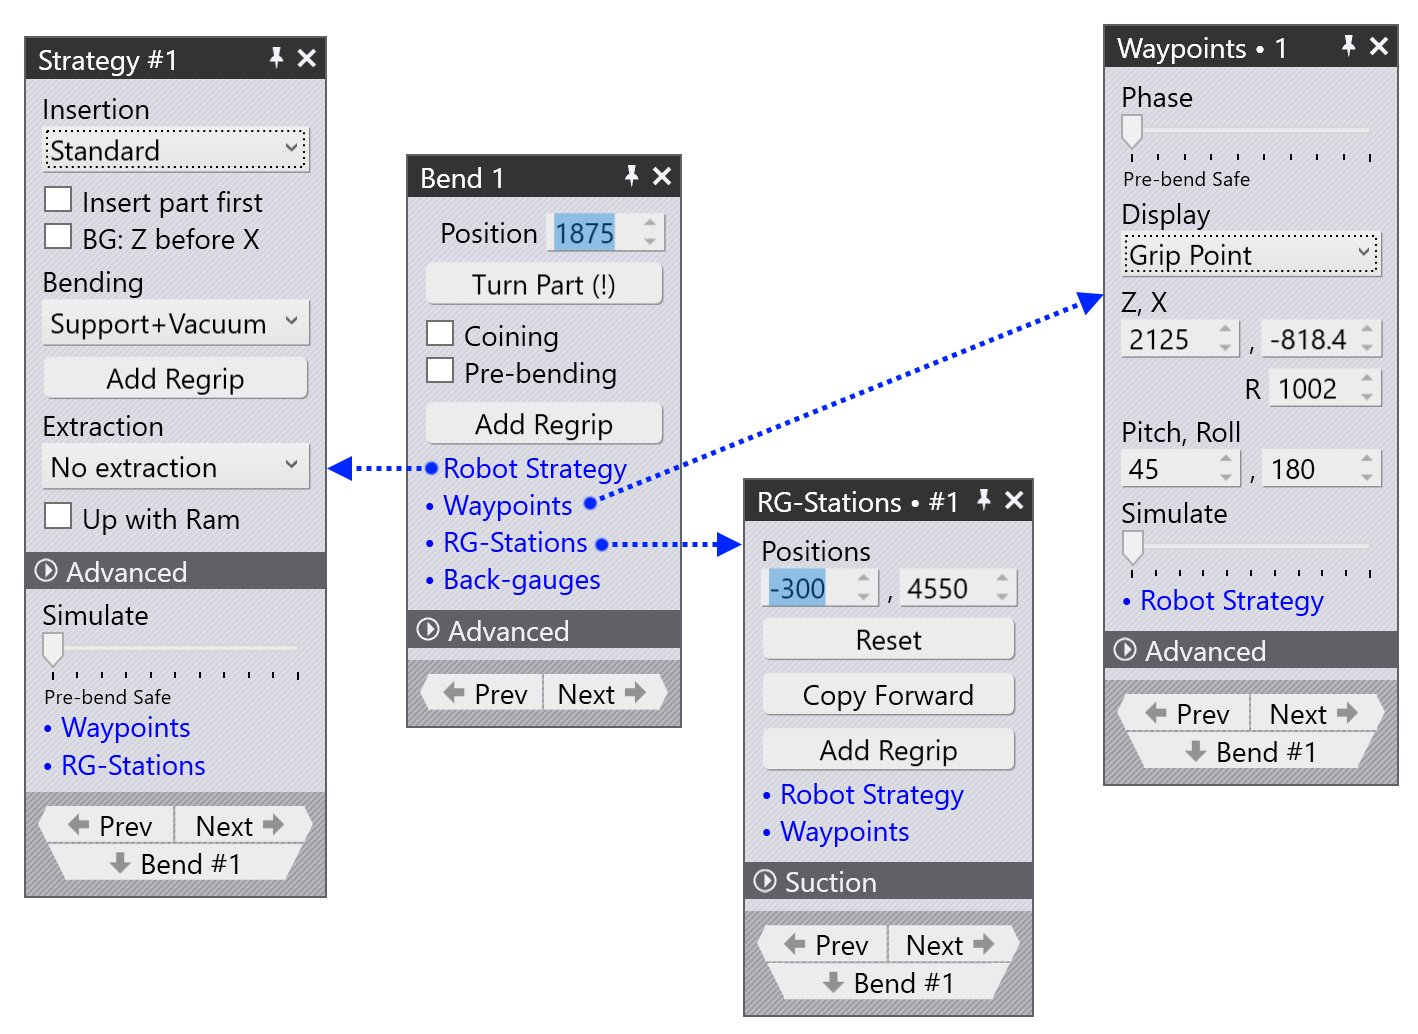 Strategy #1
Insertion
Standard
Insert part first
BG: Z before X
Bending
Support+Vacuum
Add Regrip
Extraction
No extraction
Up with Ram
Advanced
Simulate
Pre-bend Safe
• Waypoints
• RG-Stations
Prev Next
Bend #1
Bend 1
Position 1875
Turn Part (!)
Coining
Pre-bending
Add Regrip
• Robot Strategy
• Waypoints
• RG-Stations
• Back-gauges
Advanced
Prev Next
RG-Stations • #1
Positions
-300 , 4550
Reset
Copy Forward
Add Regrip
• Robot Strategy
• Waypoints
Suction
Prev Next
Bend #1
Waypoints • 1
Phase
Pre-bend Safe
Display
Grip Point
Z, X
2125 , -818.4
R 1002
Pitch, Roll
45 , 180
Simulate
• Robot Strategy
Advanced
Prev Next
Bend #1